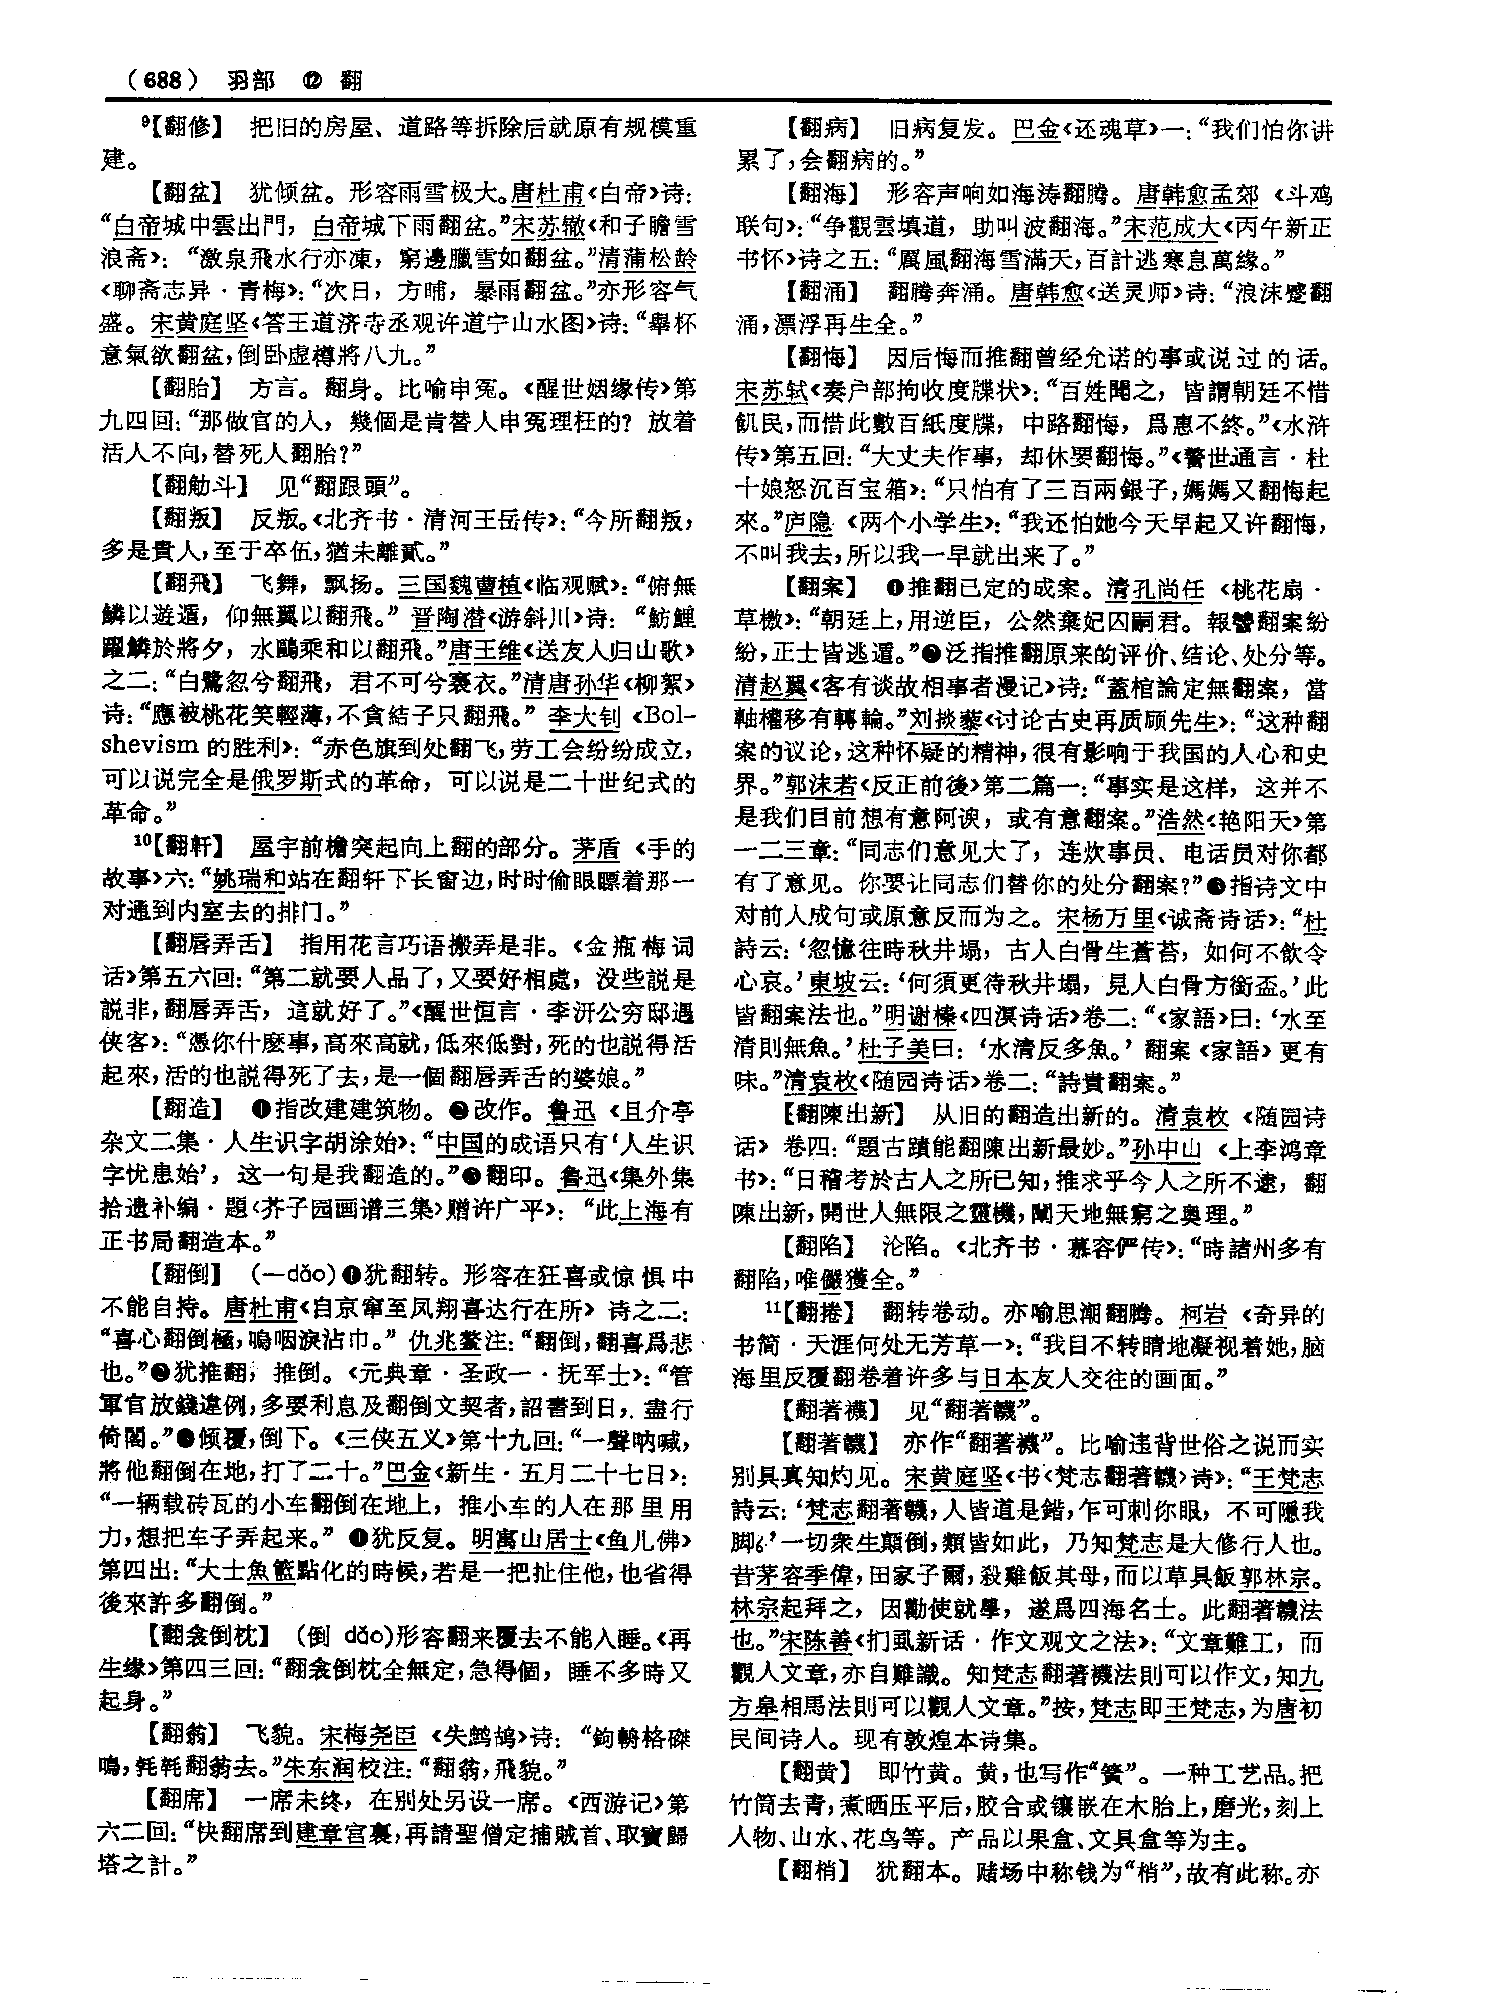 （688） 羽部 ⑫ 翻
⁹【翻修】 把旧的房屋、道路等拆除后就原有规模重
建。
【翻盆】 犹倾盆。形容雨雪极大。唐杜甫《白帝》诗：
“白帝城中雲出門，白帝城下雨翻盆。”宋苏辙《和子瞻雪
浪斋》：“激泉飛水行亦凍，窮邊臘雪如翻盆。”清蒲松龄
《聊斋志异·青梅》：“次日，方晡，暴雨翻盆。”亦形容气
盛。宋黄庭坚《答王道济寺丞观许道宁山水图》诗：“舉杯
意氣欲翻盆，倒卧虚樽將八九。”
【翻胎】 方言。翻身。比喻申冤。《醒世姻缘传》第
九四回：“那做官的人，幾個是肯替人申冤理枉的？放着
活人不向，替死人翻胎？”
【翻觔斗】 见“翻跟頭”。
【翻叛】 反叛。《北齐书·清河王岳传》：“今所翻叛，
多是貴人，至于卒伍，猶未離貳。”
【翻飛】 飞舞，飘扬。三国魏曹植《临观赋》：“俯無
鱗以遊遁，仰無翼以翻飛。”晋陶潜《游斜川》诗：“魴鯉
躍鱗於將夕，水鷗乘和以翻飛。”唐王维《送友人归山歌》
之二：“白鷺忽兮翻飛，君不可兮褰衣。”清唐孙华《柳絮》
诗：“應被桃花笑輕薄，不貪結子只翻飛。”李大钊《Bol-
shevism 的胜利》：“赤色旗到处翻飞，劳工会纷纷成立，
可以说完全是俄罗斯式的革命，可以说是二十世纪式的
革命。”
¹⁰【翻軒】 屋宇前檐突起向上翻的部分。茅盾《手的
故事》六：“姚瑞和站在翻轩下长窗边，时时偷眼瞟着那一
对通到内室去的排门。”
【翻唇弄舌】 指用花言巧语搬弄是非。《金瓶梅词
话》第五六回：“第二就要人品了，又要好相處，没些説是
説非，翻唇弄舌，這就好了。”《醒世恒言·李汧公穷邸遇
侠客》：“憑你什麽事，高來高就，低來低對，死的也説得活
起來，活的也説得死了去，是一個翻唇弄舌的婆娘。”
【翻造】 ❶指改建建筑物。❷改作。鲁迅《且介亭
杂文二集·人生识字胡涂始》：“中国的成语只有‘人生识
字忧患始’，这一句是我翻造的。”❸翻印。鲁迅《集外集
拾遗补编·题〈芥子园画谱三集〉赠许广平》：“此上海有
正书局翻造本。”
【翻倒】 （—dǎo）❶犹翻转。形容在狂喜或惊惧中
不能自持。唐杜甫《自京窜至凤翔喜达行在所》诗之二：
“喜心翻倒極，嗚咽淚沾巾。”仇兆鳌注：“翻倒，翻喜爲悲
也。”❷犹推翻；推倒。《元典章·圣政一·抚军士》：“管
軍官放錢違例，多要利息及翻倒文契者，詔書到日，盡行
倚閣。”❸倾覆，倒下。《三侠五义》第十九回：“一聲呐喊，
將他翻倒在地，打了二十。”巴金《新生·五月二十七日》：
“一辆载砖瓦的小车翻倒在地上，推小车的人在那里用
力，想把车子弄起来。”❹犹反复。明寓山居士《鱼儿佛》
第四出：“大士魚籃點化的時候，若是一把扯住他，也省得
後來許多翻倒。”
【翻衾倒枕】 （倒 dǎo）形容翻来覆去不能入睡。《再
生缘》第四三回：“翻衾倒枕全無定，急得個，睡不多時又
起身。”
【翻翁】 飞貌。宋梅尧臣《失鹧鸪》诗：“鉤輈格磔
鳴，毿毿翻翁去。”朱东润校注：“翻翁，飛貌。”
【翻席】 一席未终，在别处另设一席。《西游记》第
六二回：“快翻席到建章宫裏，再請聖僧定捕賊首、取寶歸
塔之計。”
【翻病】 旧病复发。巴金《还魂草》一：“我们怕你讲
累了，会翻病的。”
【翻海】 形容声响如海涛翻腾。唐韩愈孟郊《斗鸡
联句》：“争觀雲填道，助叫波翻海。”宋范成大《丙午新正
书怀》诗之五：“厲風翻海雪滿天，百計逃寒息萬緣。”
【翻涌】 翻腾奔涌。唐韩愈《送灵师》诗：“浪沫蹙翻
涌，漂浮再生全。”
【翻悔】 因后悔而推翻曾经允诺的事或说过的话。
宋苏轼《奏户部拘收度牒状》：“百姓聞之，皆謂朝廷不惜
飢民，而惜此數百紙度牒，中路翻悔，爲惠不終。”《水浒
传》第五回：“大丈夫作事，却休要翻悔。”《警世通言·杜
十娘怒沉百宝箱》：“只怕有了三百兩銀子，媽媽又翻悔起
來。”庐隐《两个小学生》：“我还怕她今天早起又许翻悔，
不叫我去，所以我一早就出来了。”
【翻案】 ❶推翻已定的成案。清孔尚任《桃花扇·
草檄》：“朝廷上，用逆臣，公然棄妃囚嗣君。報讐翻案紛
紛，正士皆逃遁。”❷泛指推翻原来的评价、结论、处分等。
清赵翼《客有谈故相事者漫记》诗：“蓋棺論定無翻案，當
軸權移有轉輪。”刘掞藜《讨论古史再质顾先生》：“这种翻
案的议论，这种怀疑的精神，很有影响于我国的人心和史
界。”郭沫若《反正前後》第二篇一：“事实是这样，这并不
是我们目前想有意阿谀，或有意翻案。”浩然《艳阳天》第
一二三章：“同志们意见大了，连炊事员、电话员对你都
有了意见。你要让同志们替你的处分翻案？”❸指诗文中
对前人成句或原意反而为之。宋杨万里《诚斋诗话》：“杜
詩云：‘忽憶往時秋井塌，古人白骨生蒼苔，如何不飲令
心哀。’東坡云：‘何須更待秋井塌，見人白骨方銜盃。’此
皆翻案法也。”明谢榛《四溟诗话》卷二：“《家語》曰：‘水至
清則無魚。’杜子美曰：‘水清反多魚。’翻案《家語》更有
味。”清袁枚《随园诗话》卷二：“詩貴翻案。”
【翻陳出新】 从旧的翻造出新的。清袁枚《随园诗
话》卷四：“題古蹟能翻陳出新最妙。”孙中山《上李鸿章
书》：“日稽考於古人之所已知，推求乎今人之所不逮，翻
陳出新，開世人無限之靈機，闡天地無窮之奥理。”
【翻陷】 沦陷。《北齐书·慕容俨传》：“時諸州多有
翻陷，唯儼獲全。”
¹¹【翻捲】 翻转卷动。亦喻思潮翻腾。柯岩《奇异的
书简·天涯何处无芳草一》：“我目不转睛地凝视着她，脑
海里反覆翻卷着许多与日本友人交往的画面。”
【翻著襪】 见“翻著韈”。
【翻著韈】 亦作“翻著襪”。比喻违背世俗之说而实
别具真知灼见。宋黄庭坚《书〈梵志翻著韈〉诗》：“王梵志
詩云：‘梵志翻著韈，人皆道是錯，乍可刺你眼，不可隱我
脚。’一切衆生顛倒，類皆如此，乃知梵志是大修行人也。
昔茅容季偉，田家子爾，殺雞飯其母，而以草具飯郭林宗。
林宗起拜之，因勸使就學，遂爲四海名士。此翻著韈法
也。”宋陈善《扪虱新话·作文观文之法》：“文章難工，而
觀人文章，亦自難識。知梵志翻著襪法則可以作文，知九
方皋相馬法則可以觀人文章。”按，梵志即王梵志，为唐初
民间诗人。现有敦煌本诗集。
【翻黄】 即竹黄。黄，也写作“簧”。一种工艺品。把
竹筒去青，煮晒压平后，胶合或镶嵌在木胎上，磨光，刻上
人物、山水、花鸟等。产品以果盒、文具盒等为主。
【翻梢】 犹翻本。赌场中称钱为“梢”，故有此称。亦